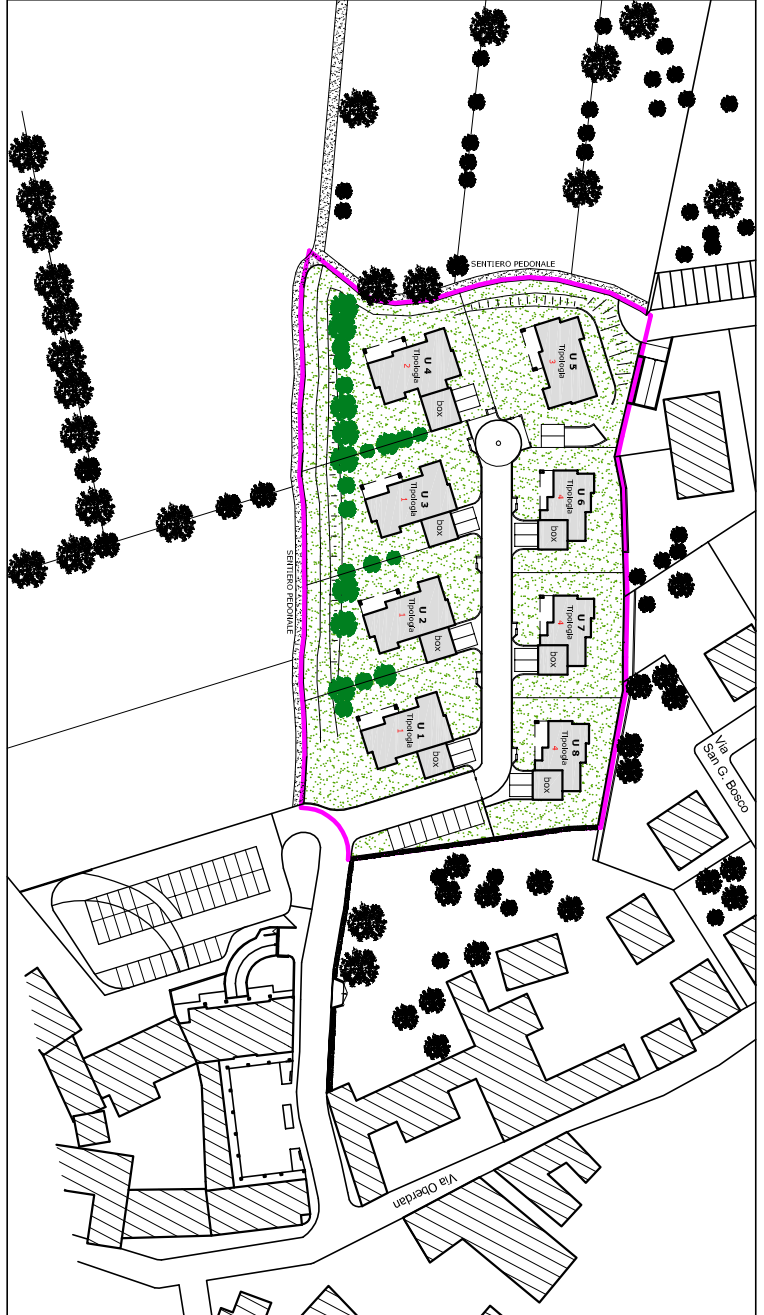 SENTIERO PEDONALE
U 5
Tipologia
3
U 4
Tipologia
2
box
U 6
Tipologia
4
box
U 3
Tipologia
1
box
SENTIERO PEDONALE
U 7
Tipologia
4
box
U 2
Tipologia
1
box
U 8
Tipologia
4
box
U 1
Tipologia
1
box
Via
San G. Bosco
Via Oberdan